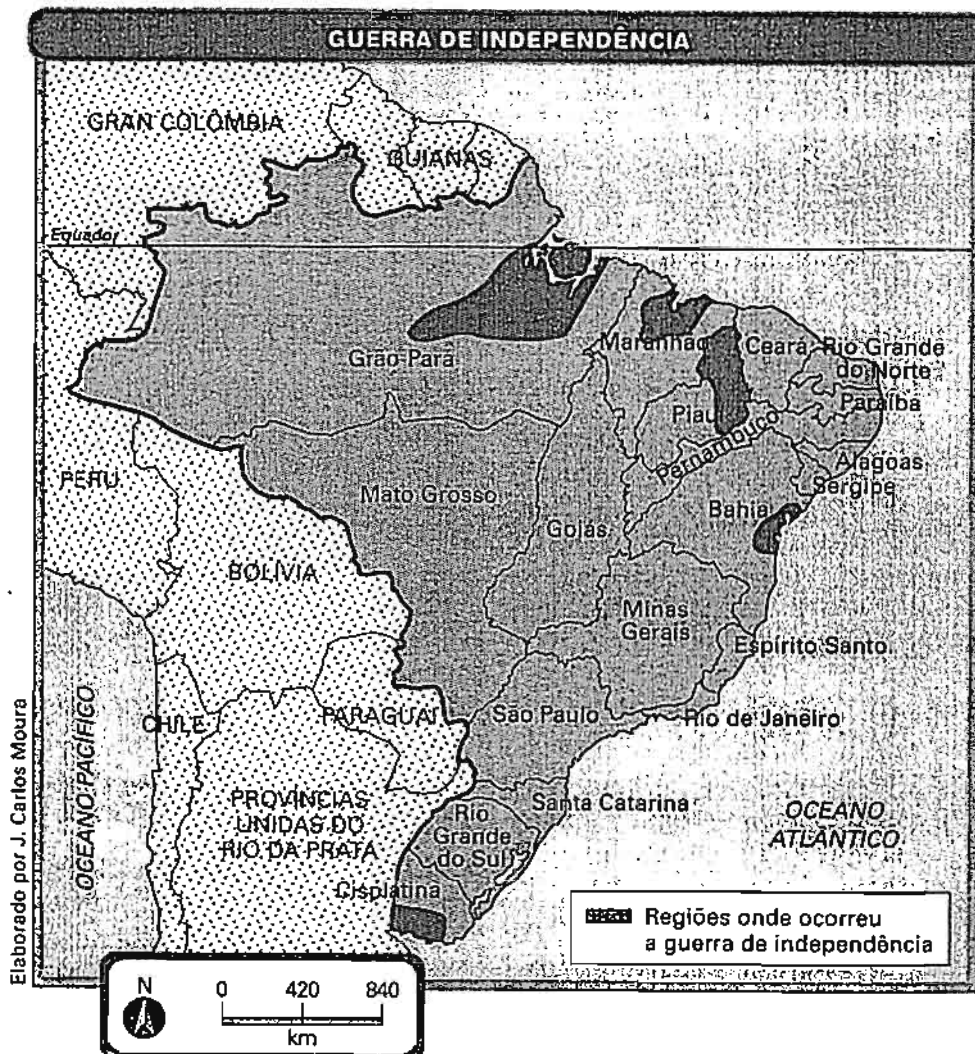 GUERRA DE INDEPENDÊNCIA
GRAN COLÔMBIA
GUIANAS
Equador
Grão-Pará
Maranhão
Ceará
Rio Grande
do Norte
Paraíba
Piauí
Pernambuco
Alagoas
Sergipe
PERU
Mato Grosso
Goiás
Bahia
BOLÍVIA
Minas
Gerais
Espírito Santo
CHILE
PARAGUAI
São Paulo
Rio de Janeiro
OCEANO PACÍFICO
PROVÍNCIAS
UNIDAS DO
RIO DA PRATA
Santa Catarina
Rio
Grande
do Sul
OCEANO
ATLÂNTICO
Cisplatina
Regiões onde ocorreu
a guerra de independência
Elaborado por J. Carlos Moura
N
0 420 840
km